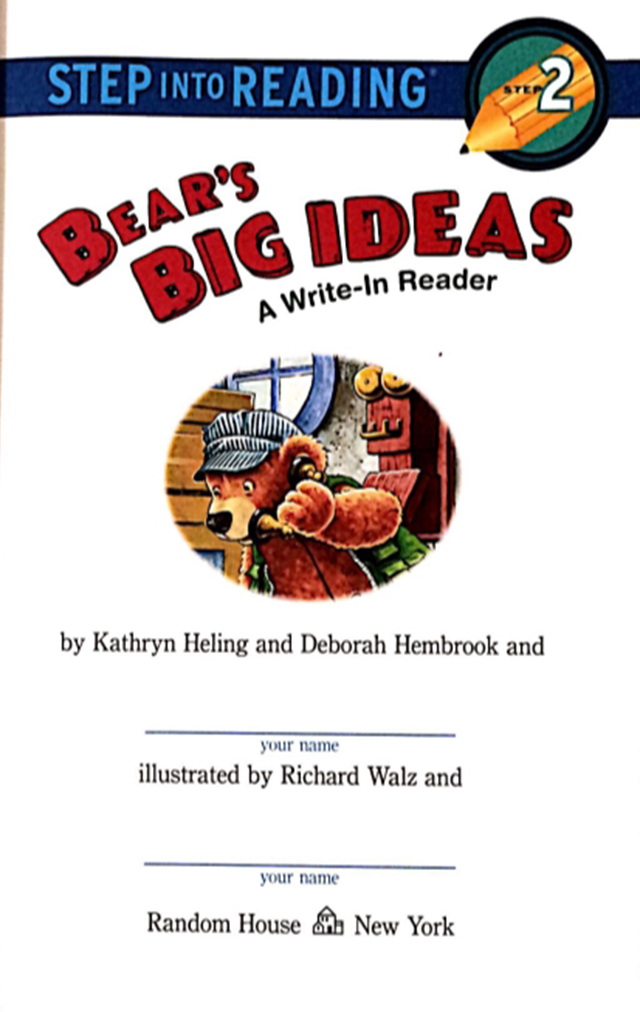 STEP INTO READING®
STEP 2
BEAR'S
BIG IDEAS
A Write-In Reader
by Kathryn Heling and Deborah Hembrook and
your name
illustrated by Richard Walz and
your name
Random House New York